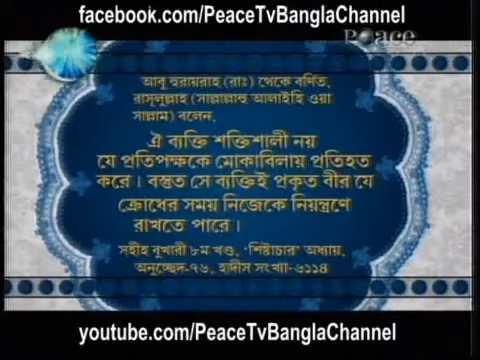 facebook.com/PeaceTvBanglaChannel
Peace
আবু হুরায়রাহ (রাঃ) থেকে বর্ণিত,
রাসূলুল্লাহ (সাল্লাল্লাহু আলাইহি ওয়া
সাল্লাম) বলেন,
ঐ ব্যক্তি শক্তিশালী নয়
যে প্রতিপক্ষকে মোকাবিলায় প্রতিহত
করে। বস্তুত সে ব্যক্তিই প্রকৃত বীর যে
ক্রোধের সময় নিজেকে নিয়ন্ত্রণে
রাখতে পারে।
সহীহ বুখারী ৮ম খণ্ড, ‘শিষ্টাচার’ অধ্যায়,
অনুচ্ছেদ-৭৬, হাদীস সংখ্যা-৬১১৪
youtube.com/PeaceTvBanglaChannel